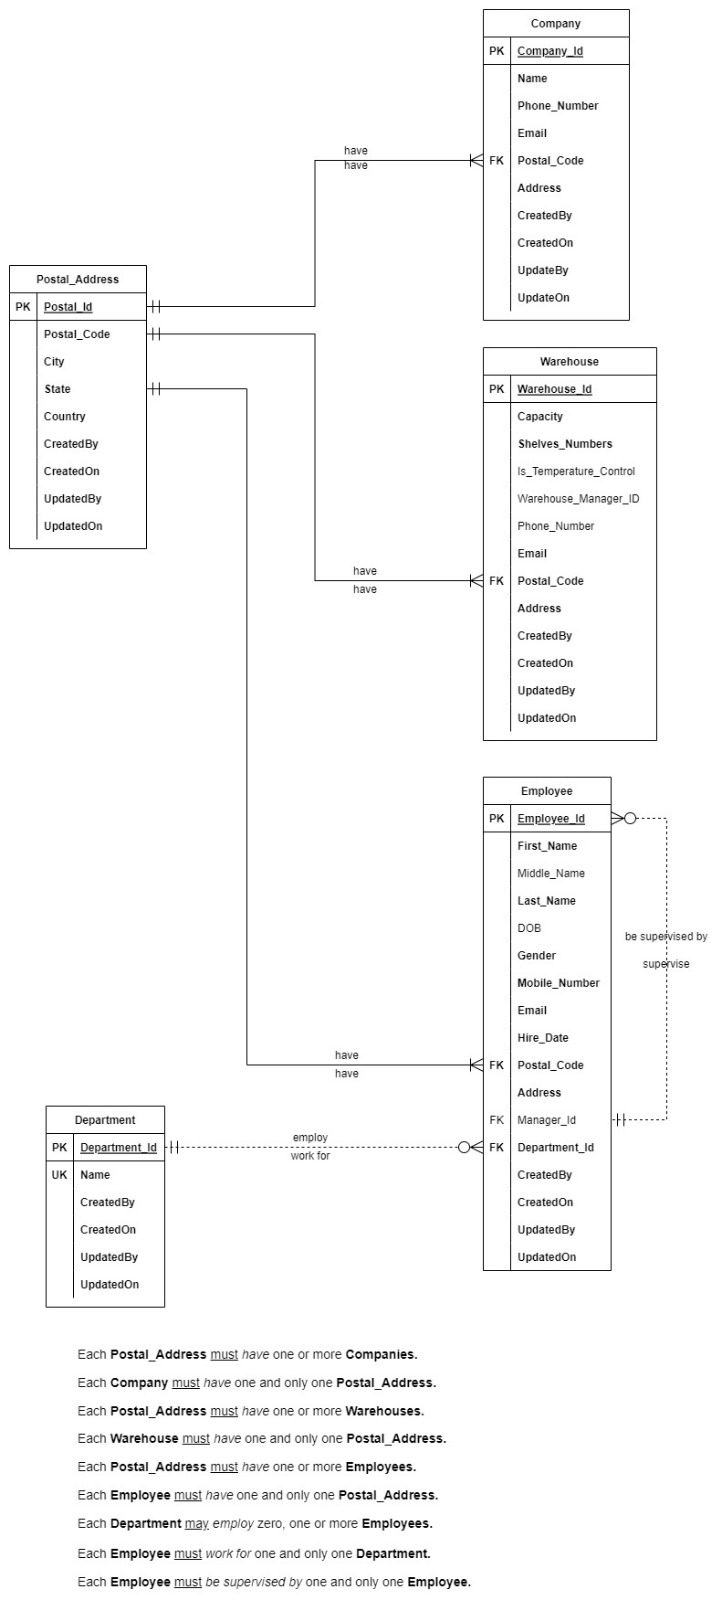 Company
PK Company_Id
Name
Phone_Number
Email
FK Postal_Code
Address
CreatedBy
CreatedOn
UpdateBy
UpdateOn
have
have
Postal_Address
PK Postal_Id
Postal_Code
City
State
Country
CreatedBy
CreatedOn
UpdatedBy
UpdatedOn
Warehouse
PK Warehouse_Id
Capacity
Shelves_Numbers
Is_Temperature_Control
Warehouse_Manager_ID
Phone_Number
Email
FK Postal_Code
Address
CreatedBy
CreatedOn
UpdatedBy
UpdatedOn
have
have
Employee
PK Employee_Id
First_Name
Middle_Name
Last_Name
DOB
Gender
Mobile_Number
Email
Hire_Date
FK Postal_Code
Address
FK Manager_Id
FK Department_Id
CreatedBy
CreatedOn
UpdatedBy
UpdatedOn
be supervised by
supervise
have
have
Department
PK Department_Id
UK Name
CreatedBy
CreatedOn
UpdatedBy
UpdatedOn
employ
work for
Each Postal_Address must have one or more Companies.
Each Company must have one and only one Postal_Address.
Each Postal_Address must have one or more Warehouses.
Each Warehouse must have one and only one Postal_Address.
Each Postal_Address must have one or more Employees.
Each Employee must have one and only one Postal_Address.
Each Department may employ zero, one or more Employees.
Each Employee must work for one and only one Department.
Each Employee must be supervised by one and only one Employee.